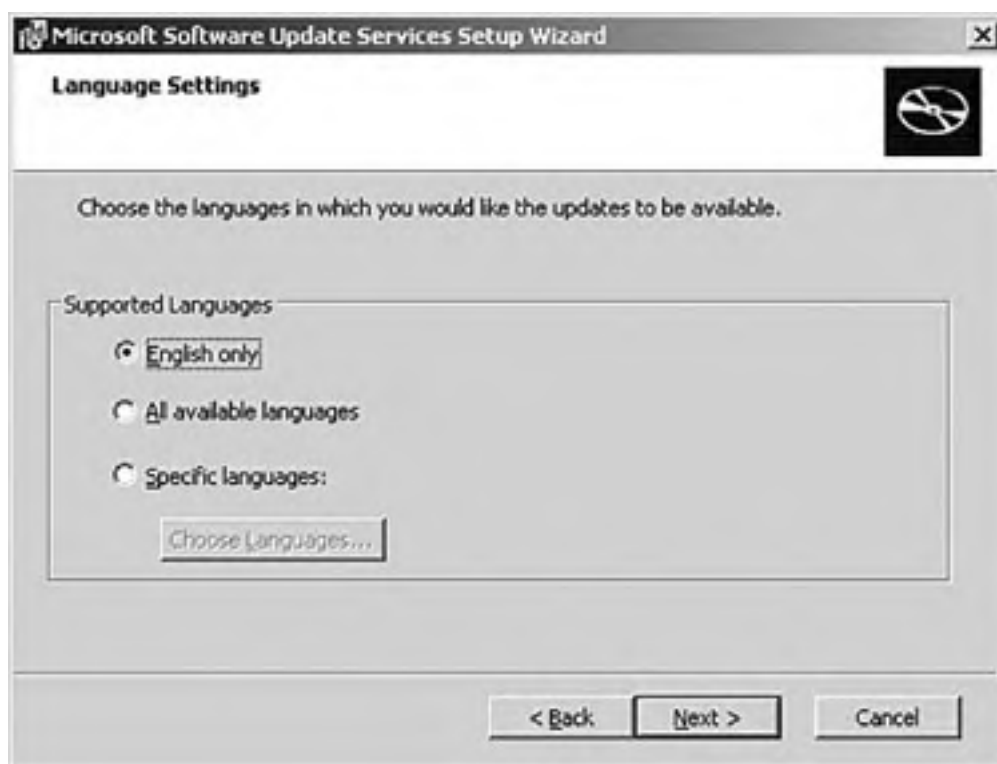 Microsoft Software Update Services Setup Wizard
Language Settings
Choose the languages in which you would like the updates to be available.
Supported Languages
English only
All available languages
Specific languages:
Choose Languages...
< Back Next > Cancel